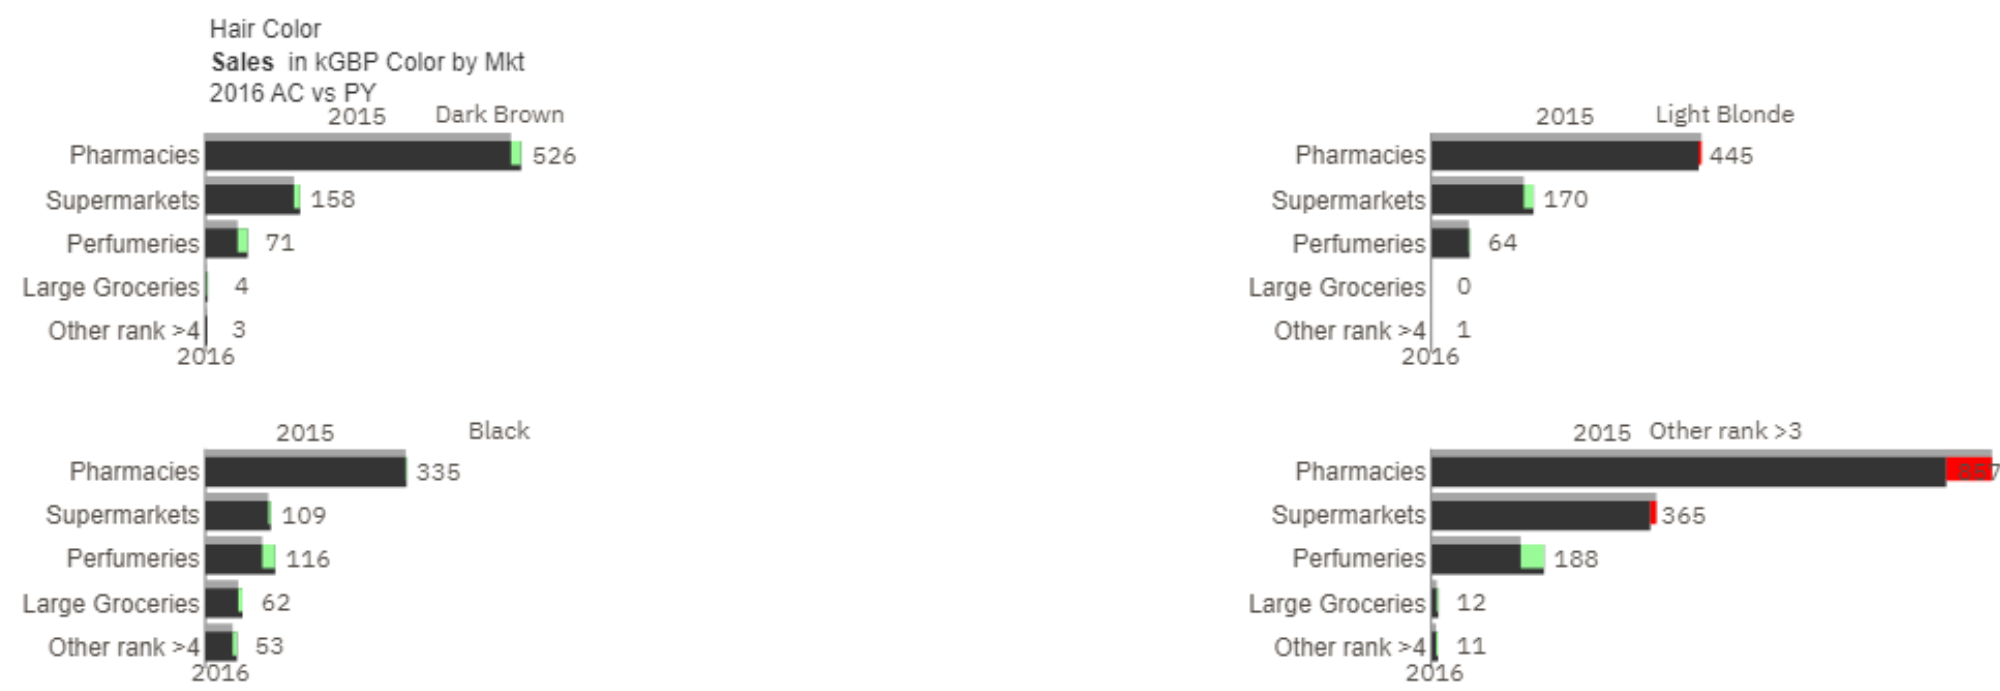 Hair Color
Sales in kGBP Color by Mkt
2016 AC vs PY
2015 Dark Brown
Pharmacies 526
Supermarkets 158
Perfumeries 71
Large Groceries 4
Other rank >4 3
2016
2015 Light Blonde
Pharmacies 445
Supermarkets 170
Perfumeries 64
Large Groceries 0
Other rank >4 1
2016
2015 Black
Pharmacies 335
Supermarkets 109
Perfumeries 116
Large Groceries 62
Other rank >4 53
2016
2015 Other rank >3
Pharmacies 857
Supermarkets 365
Perfumeries 188
Large Groceries 12
Other rank >4 11
2016